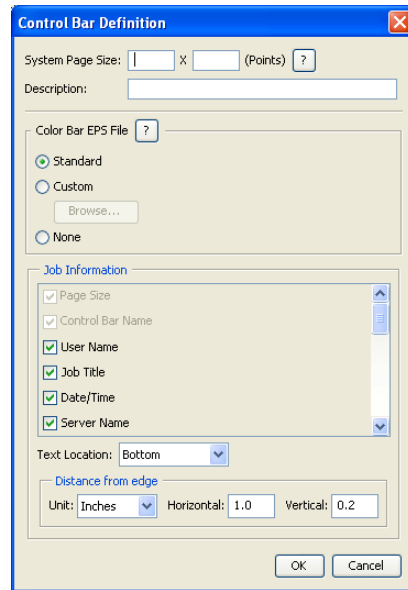 Control Bar Definition
System Page Size: X (Points) ?
Description:
Color Bar EPS File ?
Standard
Custom
Browse...
None
Job Information
Page Size
Control Bar Name
User Name
Job Title
Date/Time
Server Name
Text Location: Bottom
Distance from edge
Unit: Inches Horizontal: 1.0 Vertical: 0.2
OK Cancel